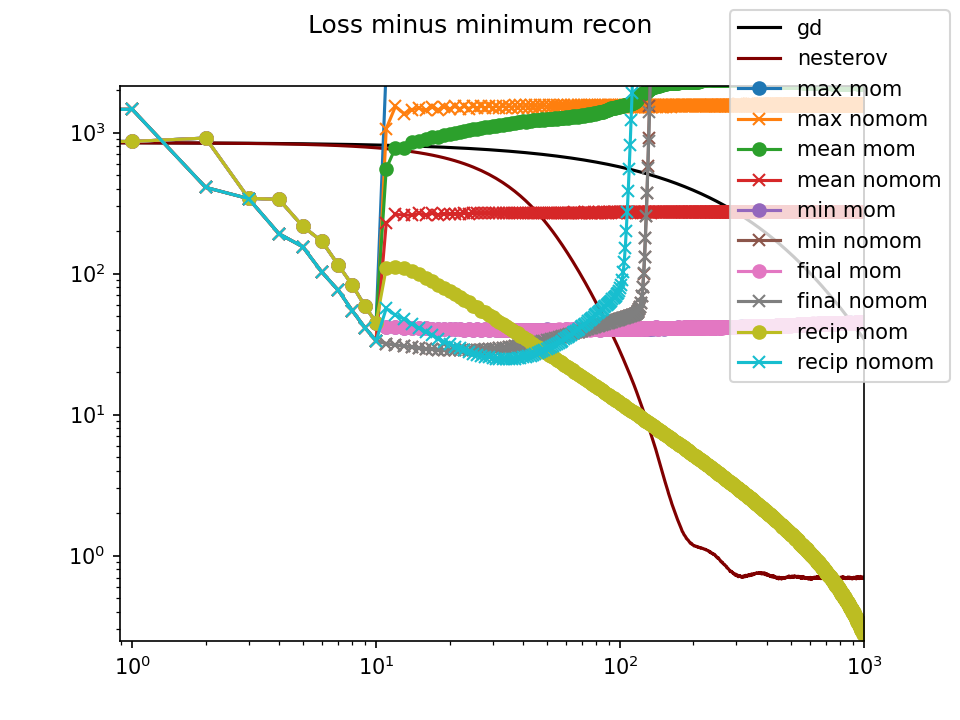 Loss minus minimum recon
gd
nesterov
max mom
max nomom
mean mom
mean nomom
min mom
min nomom
final mom
final nomom
recip mom
recip nomom
10³
10²
10¹
10⁰
10⁰ 10¹ 10² 10³